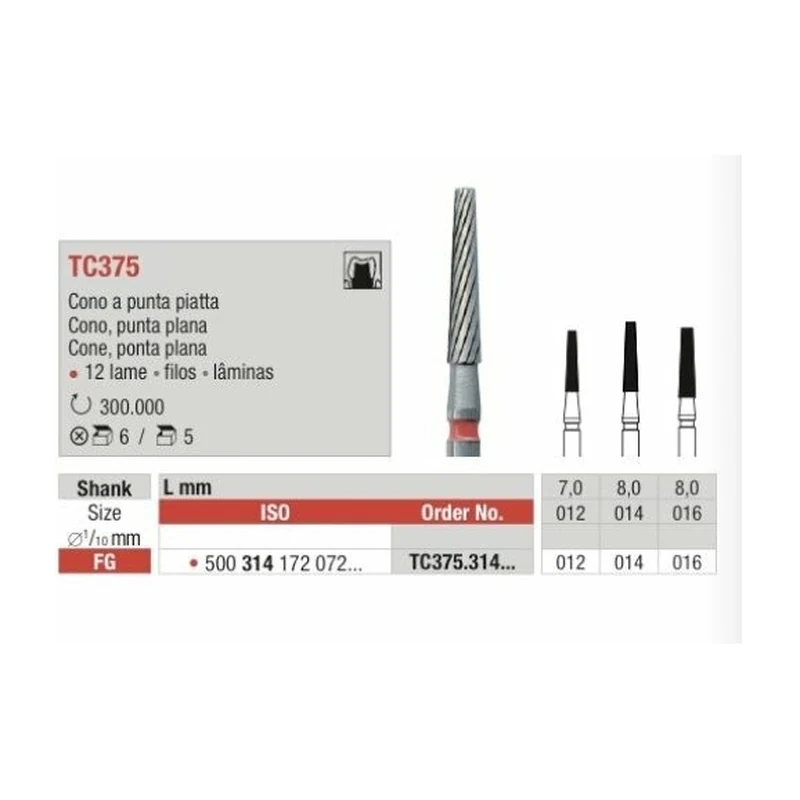 TC375
Cono a punta piatta
Cono, punta plana
Cone, ponta plana
• 12 lame • filos • lâminas
300.000
6 / 5
Shank L mm 7,0 8,0 8,0
Size ISO Order No. 012 014 016
∅1/10 mm
FG • 500 314 172 072... TC375.314... 012 014 016